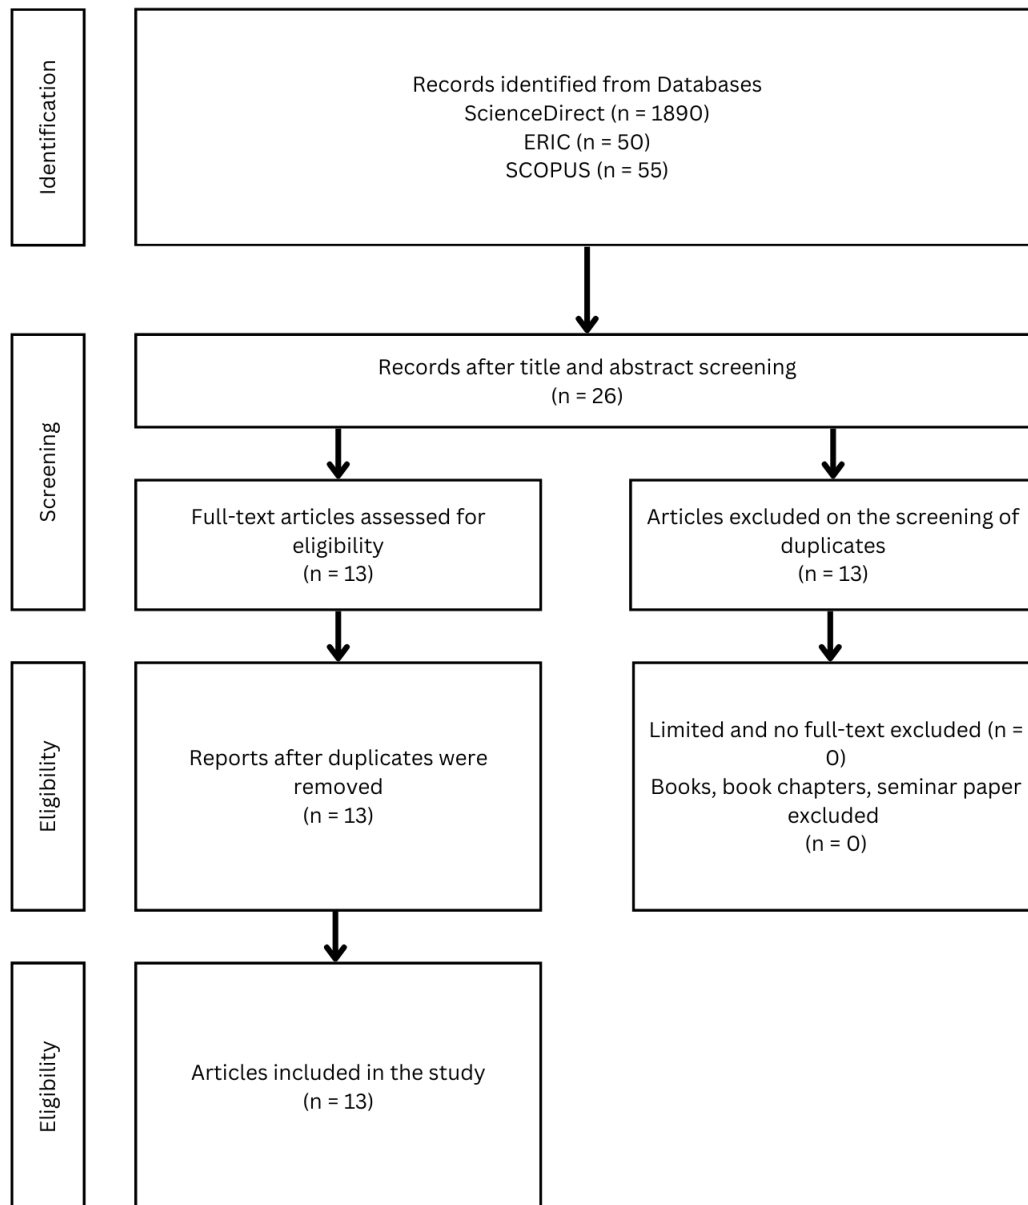 Identification
Records identified from Databases
ScienceDirect (n = 1890)
ERIC (n = 50)
SCOPUS (n = 55)
Screening
Records after title and abstract screening
(n = 26)
Full-text articles assessed for
eligibility
(n = 13)
Articles excluded on the screening of
duplicates
(n = 13)
Eligibility
Reports after duplicates were
removed
(n = 13)
Limited and no full-text excluded (n =
0)
Books, book chapters, seminar paper
excluded
(n = 0)
Eligibility
Articles included in the study
(n = 13)